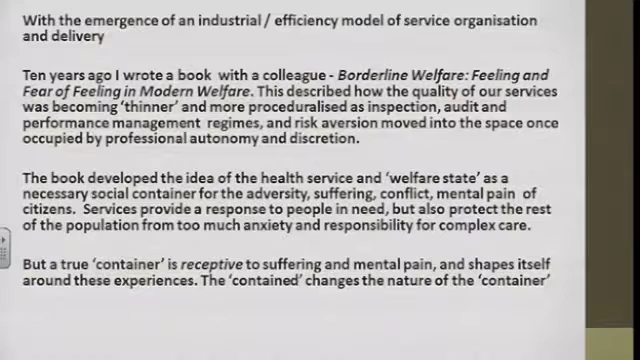 With the emergence of an industrial / efficiency model of service organisation
and delivery
Ten years ago I wrote a book with a colleague - Borderline Welfare: Feeling and
Fear of Feeling in Modern Welfare. This described how the quality of our services
was becoming ‘thinner’ and more proceduralised as inspection, audit and
performance management regimes, and risk aversion moved into the space once
occupied by professional autonomy and discretion.
The book developed the idea of the health service and ‘welfare state’ as a
necessary social container for the adversity, suffering, conflict, mental pain of
citizens. Services provide a response to people in need, but also protect the rest
of the population from too much anxiety and responsibility for complex care.
But a true ‘container’ is receptive to suffering and mental pain, and shapes itself
around these experiences. The ‘contained’ changes the nature of the ‘container’